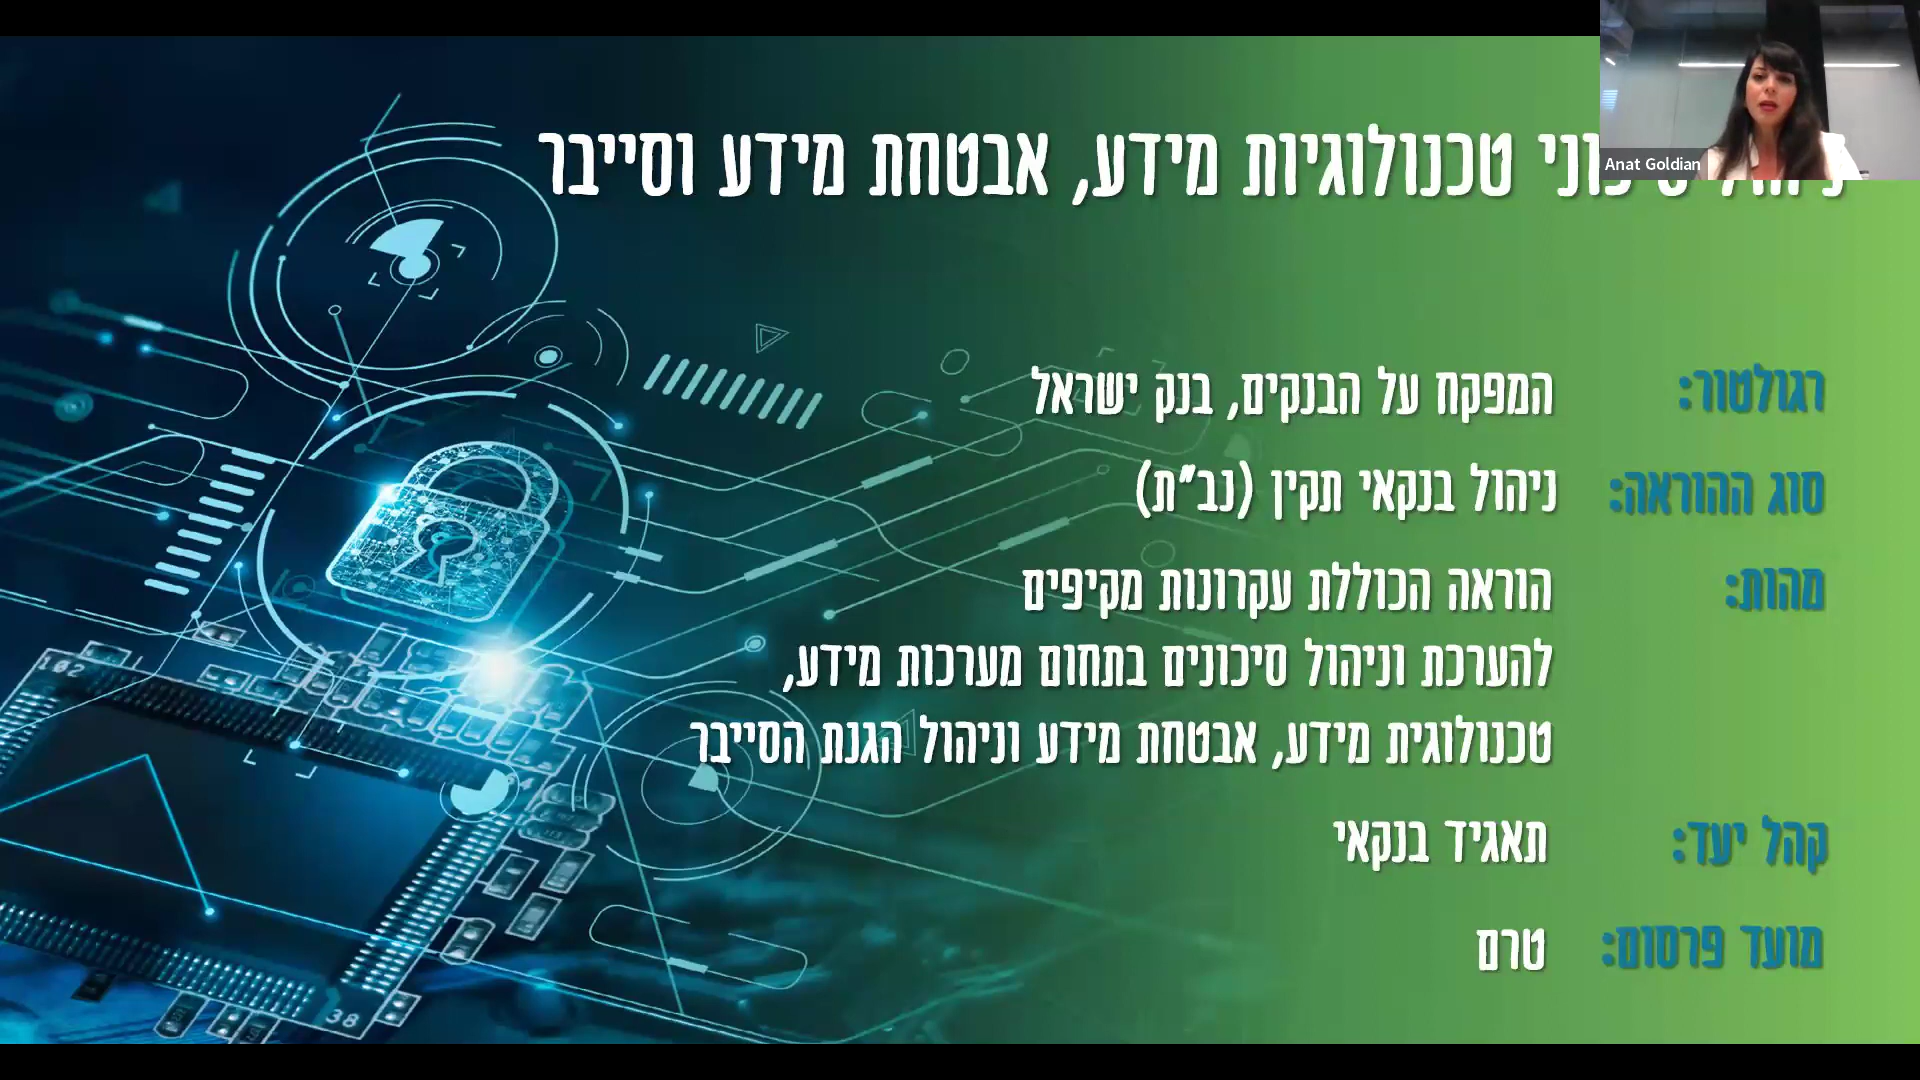 טכנולוגיות מידע, אבטחת מידע וסייבר
Anat Goldian
רגולטור: המפקח על הבנקים, בנק ישראל
סוג ההוראה: ניהול בנקאי תקין (נב"ת)
מהות: הוראה הכוללת עקרונות מקיפים
להערכת וניהול סיכונים בתחום מערכות מידע,
טכנולוגית מידע, אבטחת מידע וניהול הגנת הסייבר
קהל יעד: תאגיד בנקאי
מועד פרסום: טרם
102
38